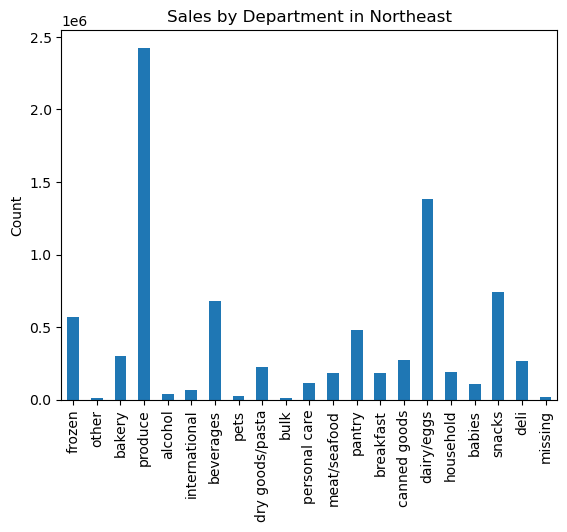 Sales by Department in Northeast
1e6
2.5
2.0
1.5
1.0
0.5
0.0
Count
frozen
other
bakery
produce
alcohol
international
beverages
pets
dry goods/pasta
bulk
personal care
meat/seafood
pantry
breakfast
canned goods
dairy/eggs
household
babies
snacks
deli
missing